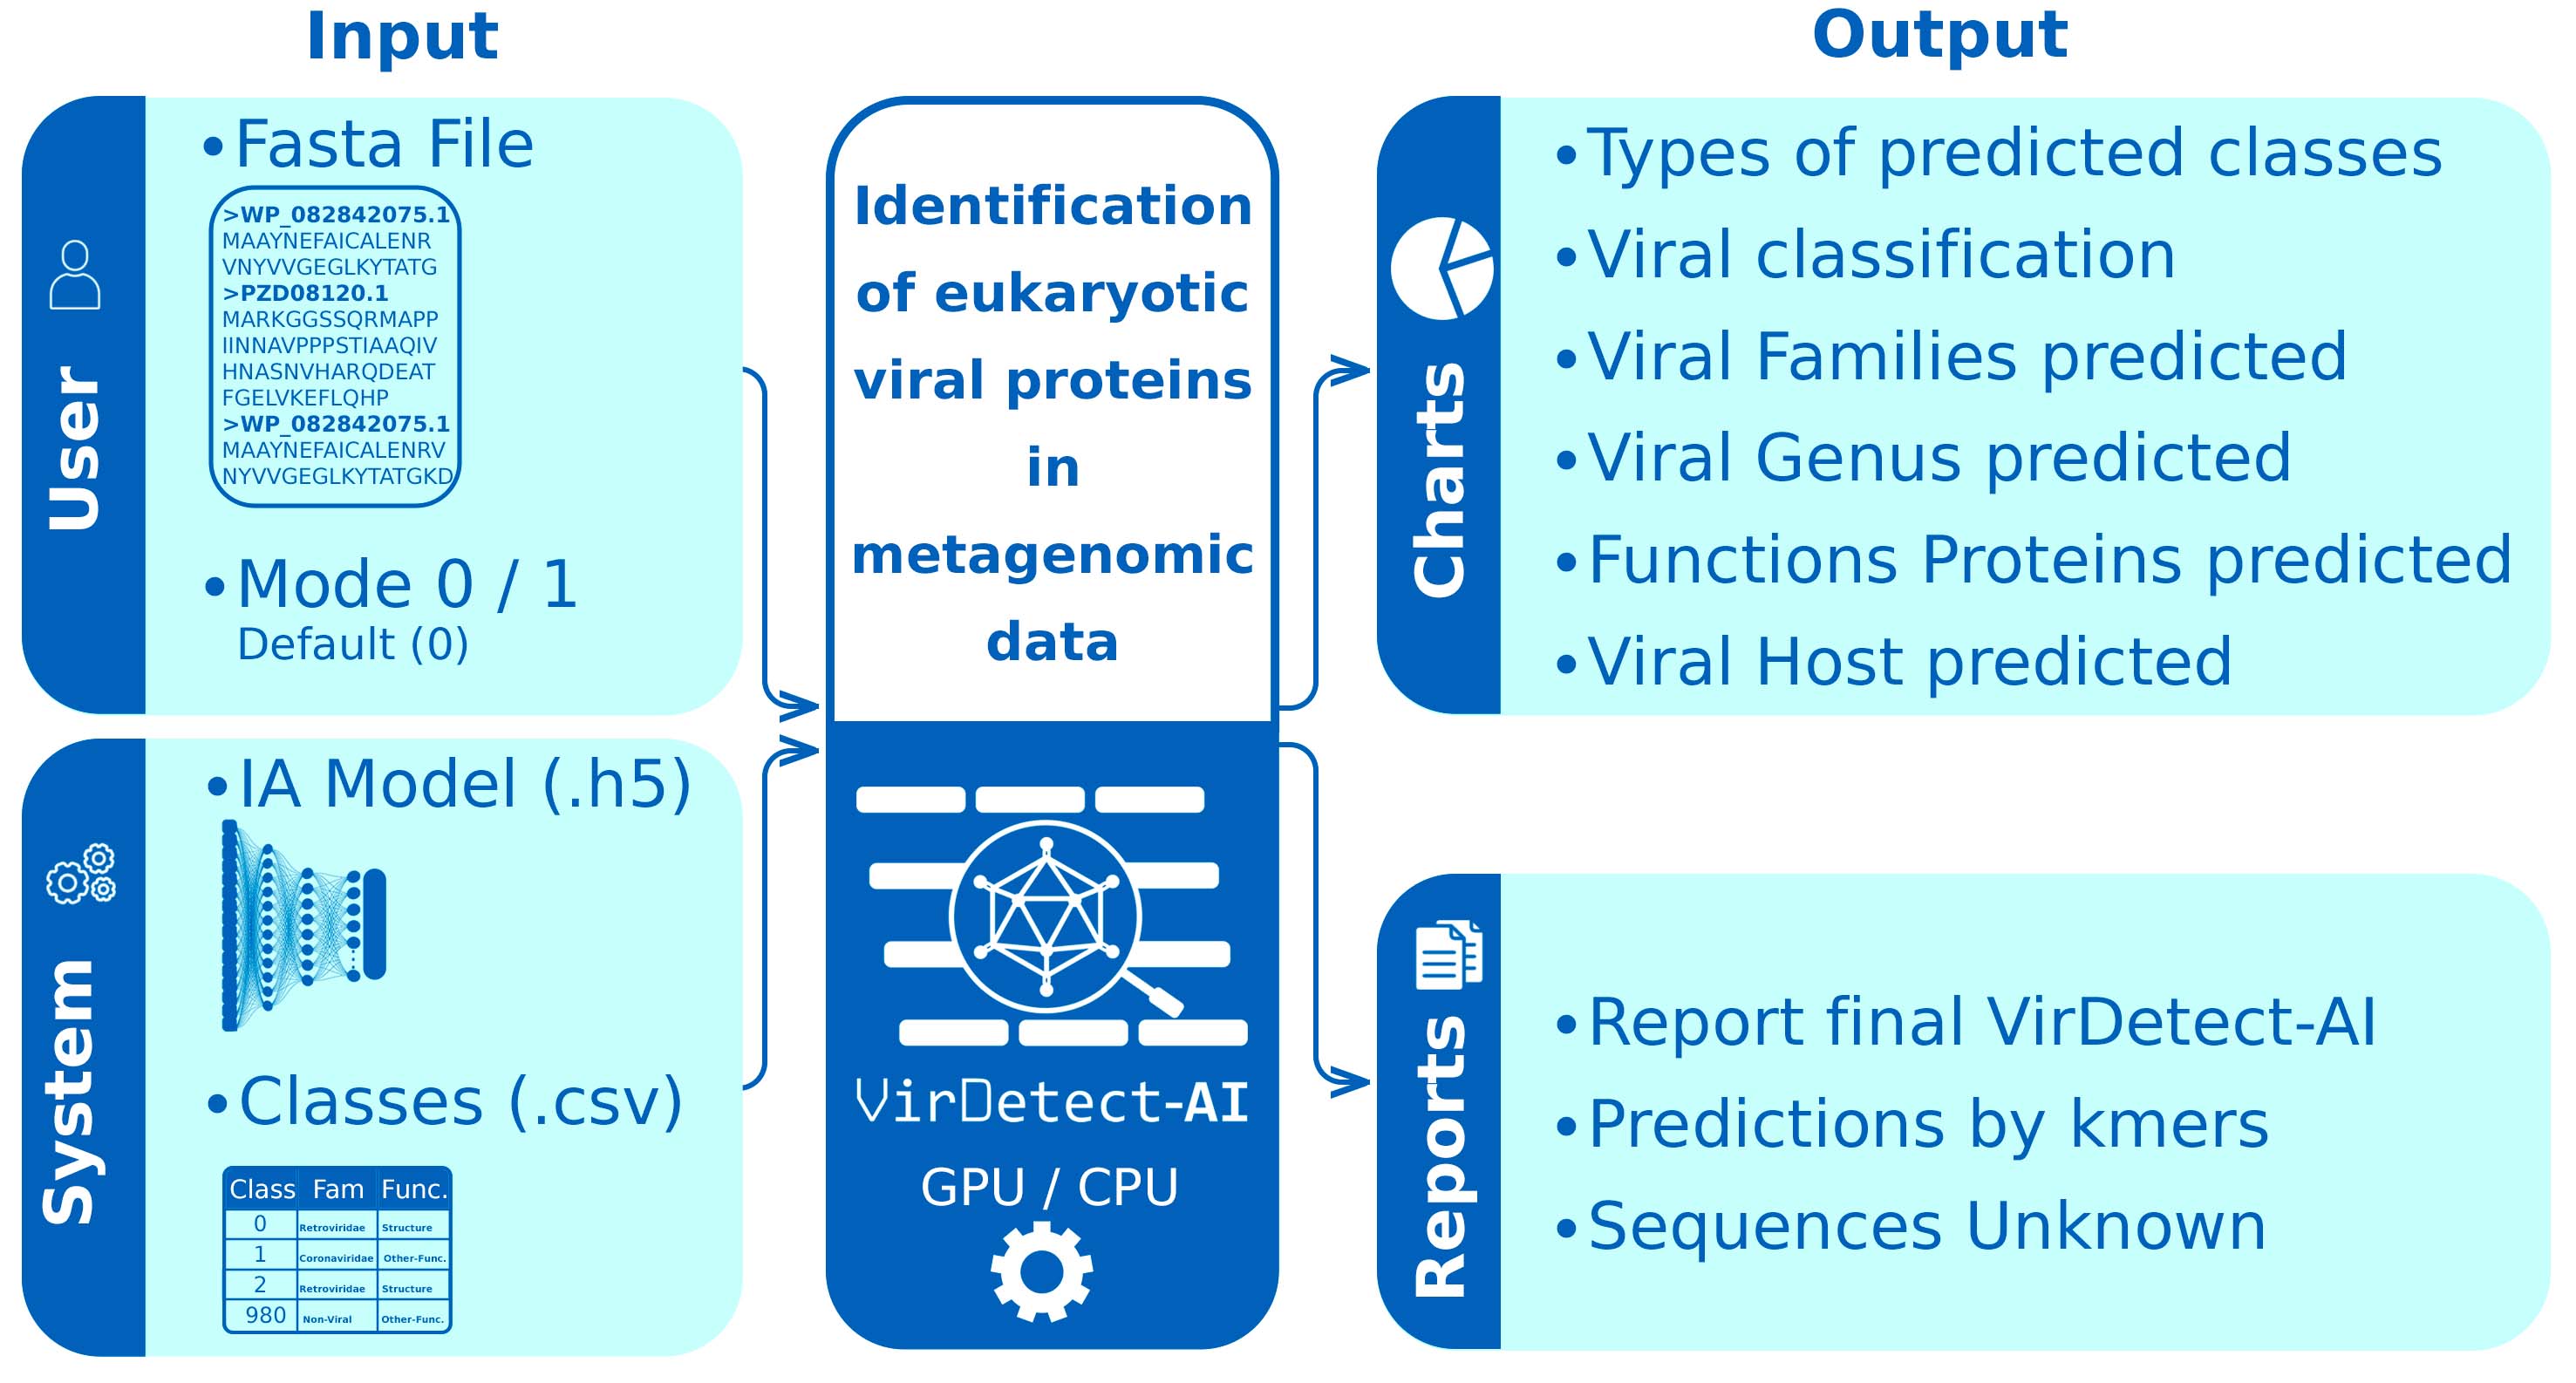 Input
User
•Fasta File
>WP_082842075.1
MAAYNEFAICALENR
VNYVVGEGLKYTATG
>PZD08120.1
MARKGGSSQRMAPP
IINNAVPPPSTIAAQIV
HNASNVHARQDEAT
FGELVKEFLQHP
>WP_082842075.1
MAAYNEFAICALENRV
NYVVGEGLKYTATGKD
•Mode 0 / 1
Default (0)
System
•IA Model (.h5)
•Classes (.csv)
Class Fam Func.
0 Retroviridae Structure
1 Coronaviridae Other-Func.
2 Retroviridae Structure
980 Non-Viral Other-Func.
Identification
of eukaryotic
viral proteins
in
metagenomic
data
VirDetect-AI
GPU / CPU
Output
Charts
•Types of predicted classes
•Viral classification
•Viral Families predicted
•Viral Genus predicted
•Functions Proteins predicted
•Viral Host predicted
Reports
•Report final VirDetect-AI
•Predictions by kmers
•Sequences Unknown